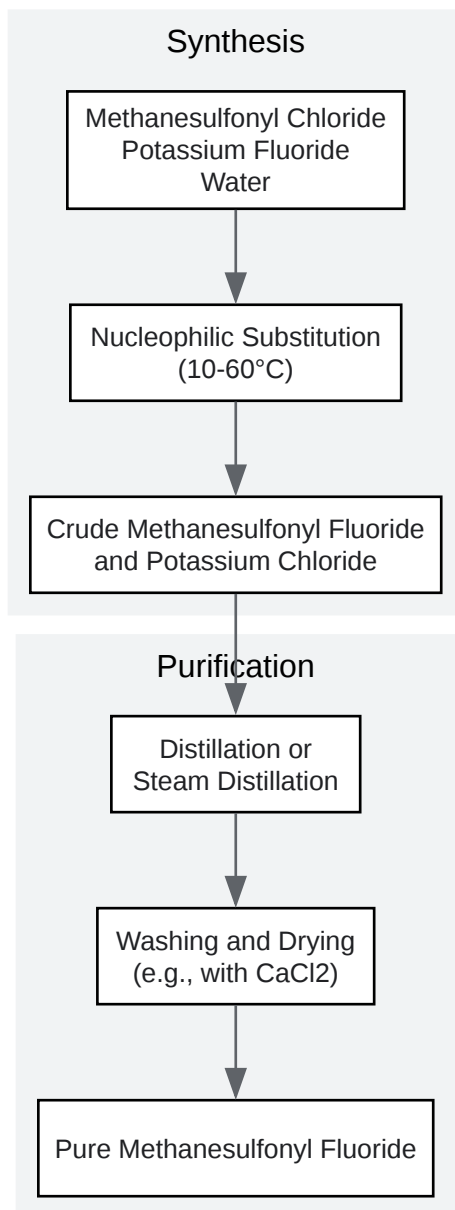 Synthesis
Methanesulfonyl Chloride
Potassium Fluoride
Water
Nucleophilic Substitution
(10-60°C)
Crude Methanesulfonyl Fluoride
and Potassium Chloride
Purification
Distillation or
Steam Distillation
Washing and Drying
(e.g., with CaCl2)
Pure Methanesulfonyl Fluoride